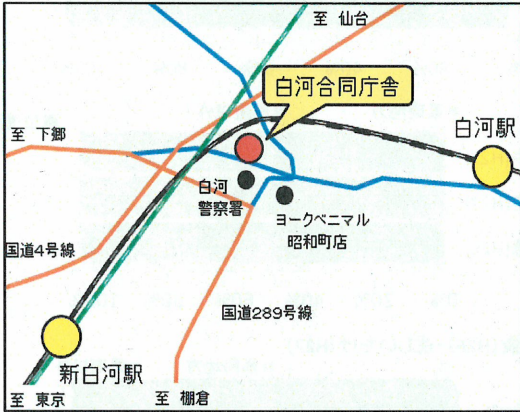 至 仙台
白河合同庁舎
白河駅
至 下郷
白河
警察署
ヨークベニマル
昭和町店
国道4号線
国道289号線
新白河駅
至 東京
至 棚倉